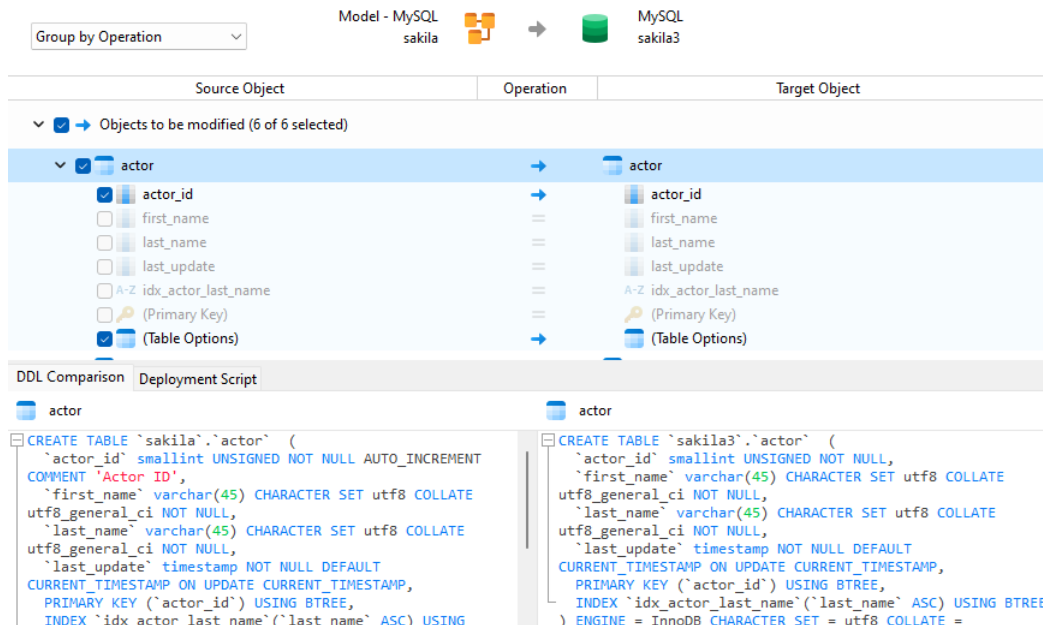 Group by Operation
Model - MySQL
sakila
MySQL
sakila3
Source Object
Operation
Target Object
Objects to be modified (6 of 6 selected)
actor
actor
actor_id
actor_id
first_name
=
first_name
last_name
=
last_name
last_update
=
last_update
A-Z idx_actor_last_name
=
A-Z idx_actor_last_name
(Primary Key)
=
(Primary Key)
(Table Options)
(Table Options)
DDL Comparison
Deployment Script
actor
CREATE TABLE `sakila`.`actor`  (
`actor_id` smallint UNSIGNED NOT NULL AUTO_INCREMENT
COMMENT 'Actor ID',
`first_name` varchar(45) CHARACTER SET utf8 COLLATE
utf8_general_ci NOT NULL,
`last_name` varchar(45) CHARACTER SET utf8 COLLATE
utf8_general_ci NOT NULL,
`last_update` timestamp NOT NULL DEFAULT
CURRENT_TIMESTAMP ON UPDATE CURRENT_TIMESTAMP,
PRIMARY KEY (`actor_id`) USING BTREE,
INDEX `idx_actor_last_name`(`last_name` ASC) USING
actor
CREATE TABLE `sakila3`.`actor`  (
`actor_id` smallint UNSIGNED NOT NULL,
`first_name` varchar(45) CHARACTER SET utf8 COLLATE
utf8_general_ci NOT NULL,
`last_name` varchar(45) CHARACTER SET utf8 COLLATE
utf8_general_ci NOT NULL,
`last_update` timestamp NOT NULL DEFAULT
CURRENT_TIMESTAMP ON UPDATE CURRENT_TIMESTAMP,
PRIMARY KEY (`actor_id`) USING BTREE,
INDEX `idx_actor_last_name`(`last_name` ASC) USING BTREE
) ENGINE = InnoDB CHARACTER SET = utf8 COLLATE =